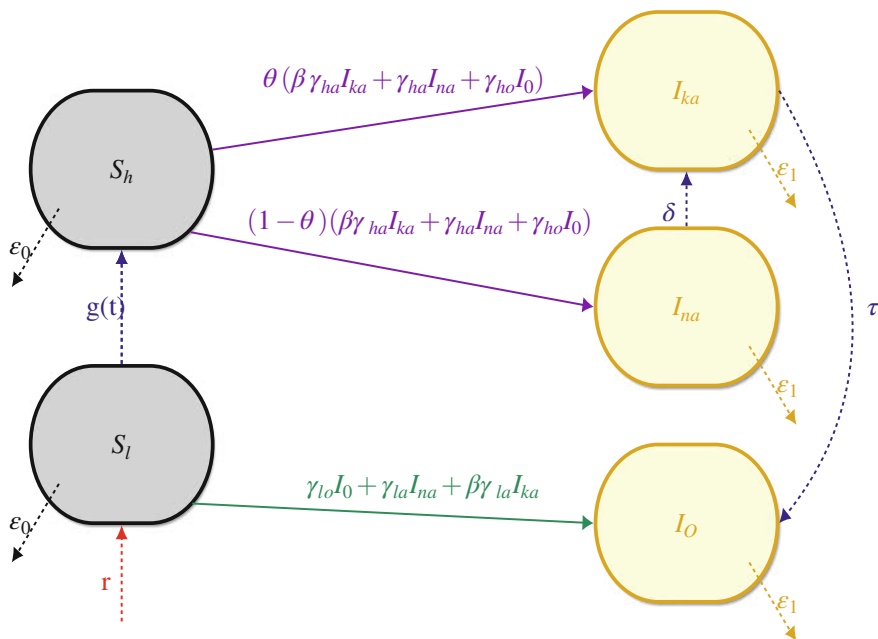 θ(βγ_{ha}I_{ka} + γ_{ha}I_{na} + γ_{ho}I_0)
I_{ka}
S_h
ε_1
ε_0
(1 − θ)(βγ_{ha}I_{ka} + γ_{ha}I_{na} + γ_{ho}I_0)
δ
g(t)
I_{na}
τ
ε_1
S_l
γ_{lo}I_0 + γ_{la}I_{na} + βγ_{la}I_{ka}
ε_0
I_O
r
ε_1